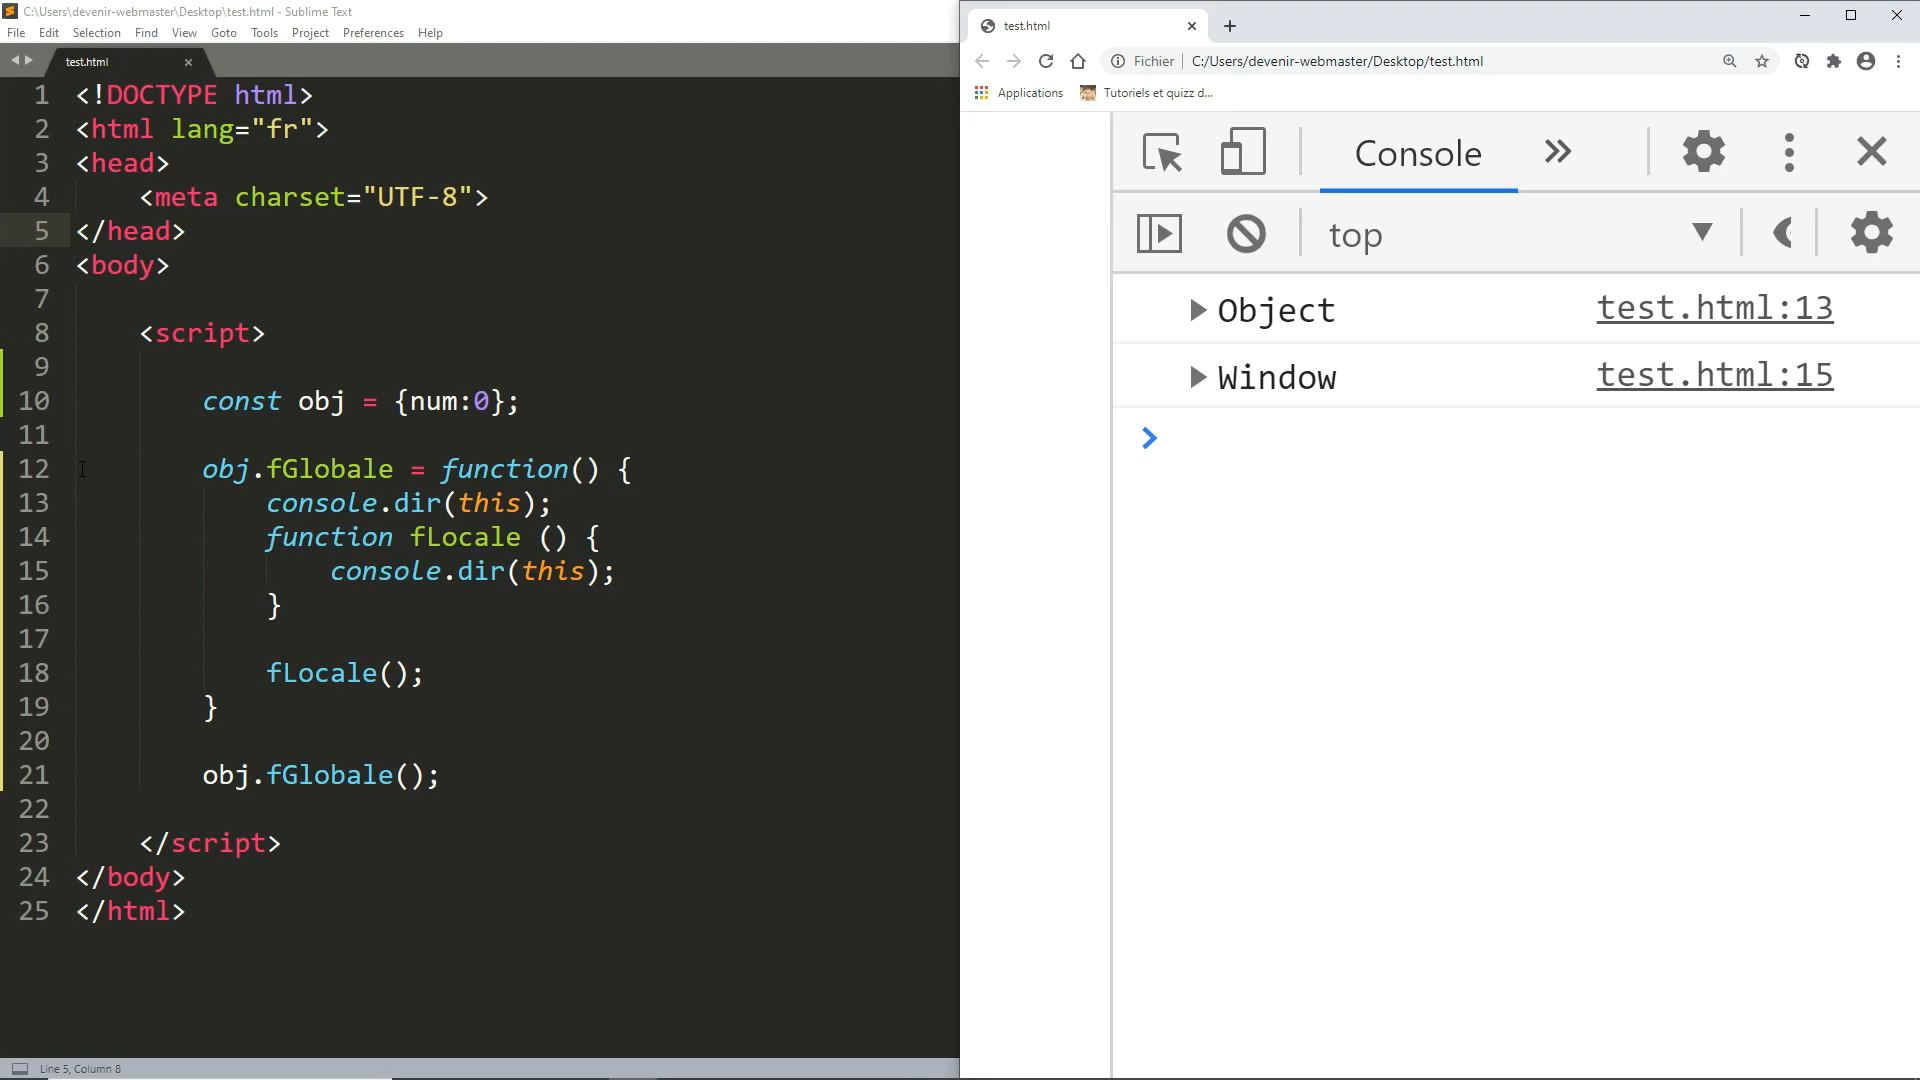 C:\Users\devenir-webmaster\Desktop\test.html - Sublime Text
File Edit Selection Find View Goto Tools Project Preferences Help
test.html
1 <!DOCTYPE html>
2 <html lang="fr">
3 <head>
4 <meta charset="UTF-8">
5 </head>
6 <body>
7
8 <script>
9
10 const obj = {num:0};
11
12 obj.fGlobale = function() {
13 console.dir(this);
14 function fLocale () {
15 console.dir(this);
16 }
17
18 fLocale();
19 }
20
21 obj.fGlobale();
22
23 </script>
24 </body>
25 </html>
Line 5, Column 8
test.html
Fichier C:/Users/devenir-webmaster/Desktop/test.html
Applications Tutoriels et quizz d...
Console
top
Object test.html:13
Window test.html:15